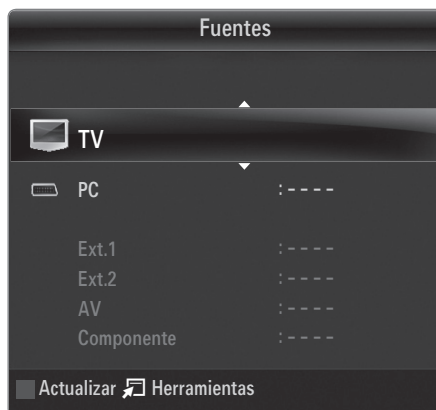 Fuentes
TV
PC : - - - -
Ext.1 : - - - -
Ext.2 : - - - -
AV : - - - -
Componente : - - - -
Actualizar Herramientas